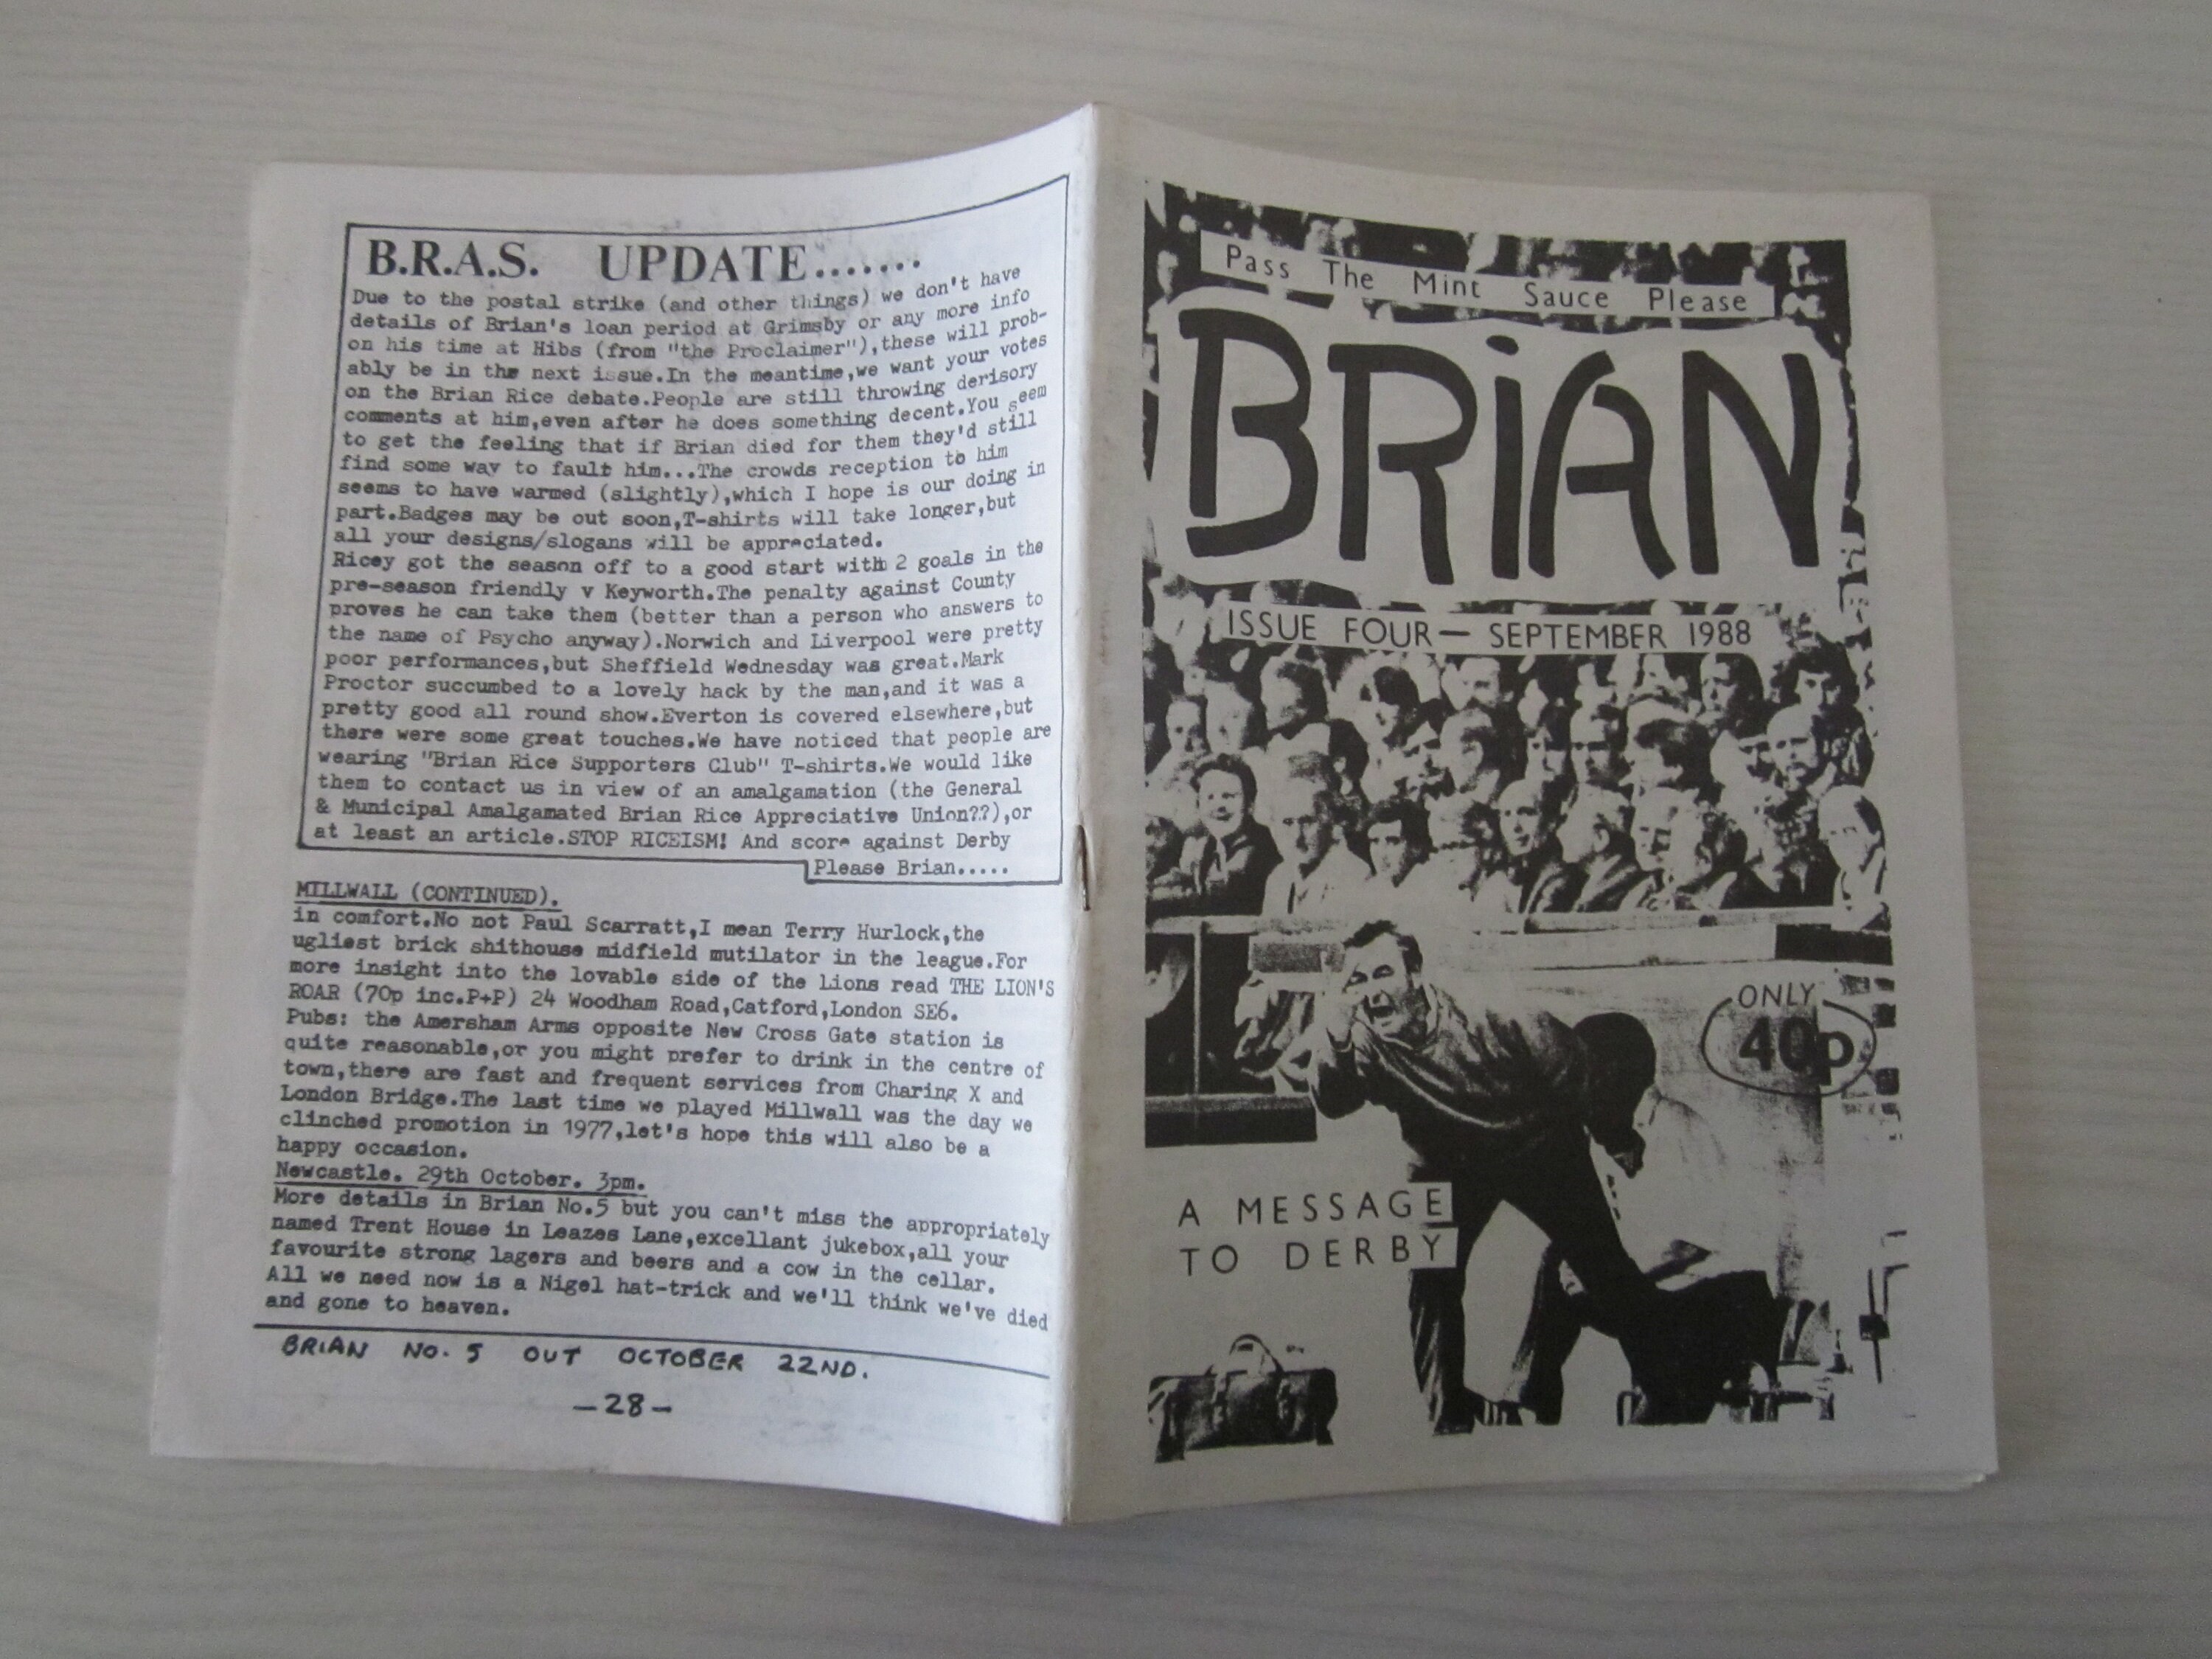 B.R.A.S. UPDATE.......
Due to the postal strike (and other things) we don't have
details of Brian's loan period at Grimsby or any more info
on his time at Hibs (from "the Proclaimer"),these will prob-
ably be in the next issue.In the meantime,we want your votes
on the Brian Rice debate.People are still throwing derisory
comments at him,even after he does something decent.You seem
to get the feeling that if Brian died for them they'd still
find some way to fault him...The crowds reception to him
seems to have warmed (slightly),which I hope is our doing in
part.Badges may be out soon,T-shirts will take longer,but
all your designs/slogans will be appreciated.
Ricey got the season off to a good start with 2 goals in the
pre-season friendly v Keyworth.The penalty against County
proves he can take them (better than a person who answers to
the name of Psycho anyway).Norwich and Liverpool were pretty
poor performances,but Sheffield Wednesday was great.Mark
Proctor succumbed to a lovely hack by the man,and it was a
pretty good all round show.Everton is covered elsewhere,but
there were some great touches.We have noticed that people are
wearing "Brian Rice Supporters Club" T-shirts.We would like
them to contact us in view of an amalgamation (the General
& Municipal Amalgamated Brian Rice Appreciative Union??),or
at least an article.STOP RICEISM! And score against Derby
Please Brian.....
MILLWALL (CONTINUED).
in comfort.No not Paul Scarratt,I mean Terry Hurlock,the
ugliest brick shithouse midfield mutilator in the league.For
more insight into the lovable side of the lions read THE LION'S
ROAR (70p inc.P+P) 24 Woodham Road,Catford,London SE6.
Pubs: the Amersham Arms opposite New Cross Gate station is
quite reasonable,or you might prefer to drink in the centre of
town,there are fast and frequent services from Charing X and
London Bridge.The last time we played Millwall was the day we
clinched promotion in 1977,let's hope this will also be a
happy occasion.
Newcastle. 29th October. 3pm.
More details in Brian No.5 but you can't miss the appropriately
named Trent House in Leazes Lane,excellant jukebox,all your
favourite strong lagers and beers and a cow in the cellar.
All we need now is a Nigel hat-trick and we'll think we've died
and gone to heaven.
BRIAN NO. 5 OUT OCTOBER 22ND.
-28-
Pass The Mint Sauce Please
BRiAN
ISSUE FOUR - SEPTEMBER 1988
ONLY
40p
A MESSAGE
TO DERBY